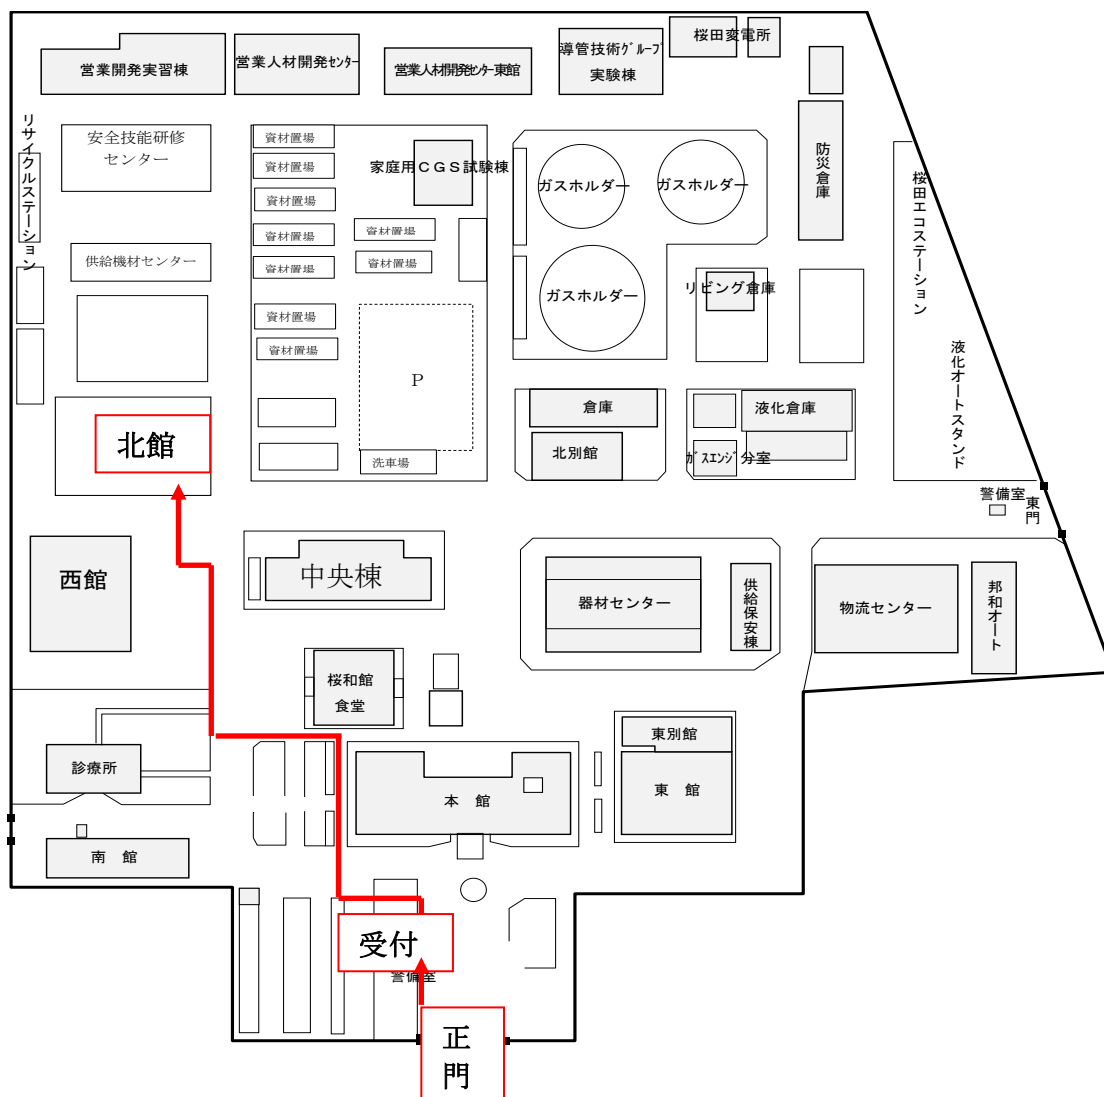 営業開発実習棟
営業人材開発ｾﾝﾀｰ
営業人材開発ｾﾝﾀｰ東館
導管技術ｸﾞﾙｰﾌﾟ
実験棟
桜田変電所
リサイクルステーション
安全技能研修
センター
資材置場
資材置場
資材置場
資材置場
資材置場
資材置場
資材置場
資材置場
資材置場
家庭用ＣＧＳ試験棟
ガスホルダー
ガスホルダー
ガスホルダー
防災倉庫
桜田エコステーション
供給機材センター
リビング倉庫
液化オートスタンド
Ｐ
洗車場
北館
倉庫
北別館
液化倉庫
ｶﾞｽｴﾝｼﾞ分室
警備室
東門
西館
中央棟
器材センター
供給保安棟
物流センター
邦和オート
桜和館
食堂
東別館
東　館
診療所
本　館
南　館
受付
警備室
正
門